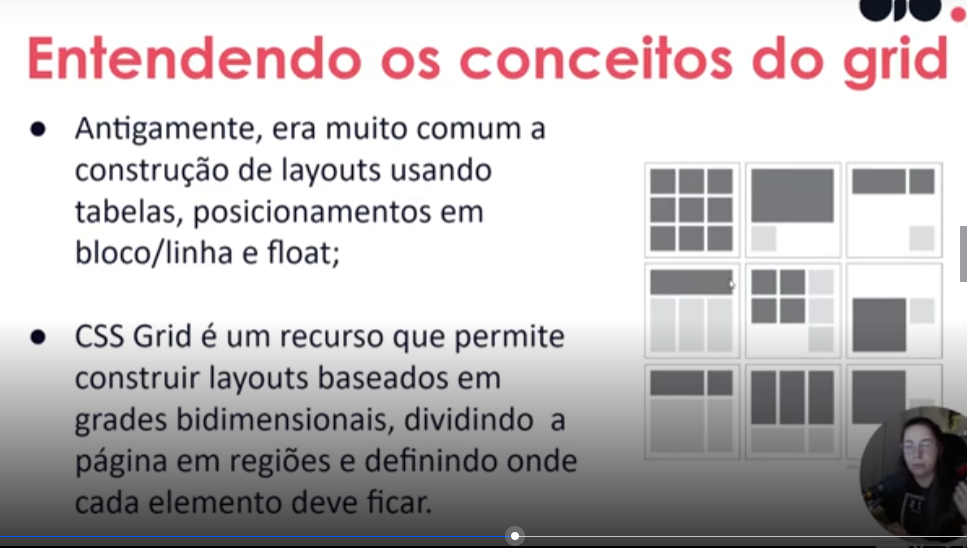 Entendendo os conceitos do grid
● Antigamente, era muito comum a
construção de layouts usando
tabelas, posicionamentos em
bloco/linha e float;
● CSS Grid é um recurso que permite
construir layouts baseados em
grades bidimensionais, dividindo a
página em regiões e definindo onde
cada elemento deve ficar.